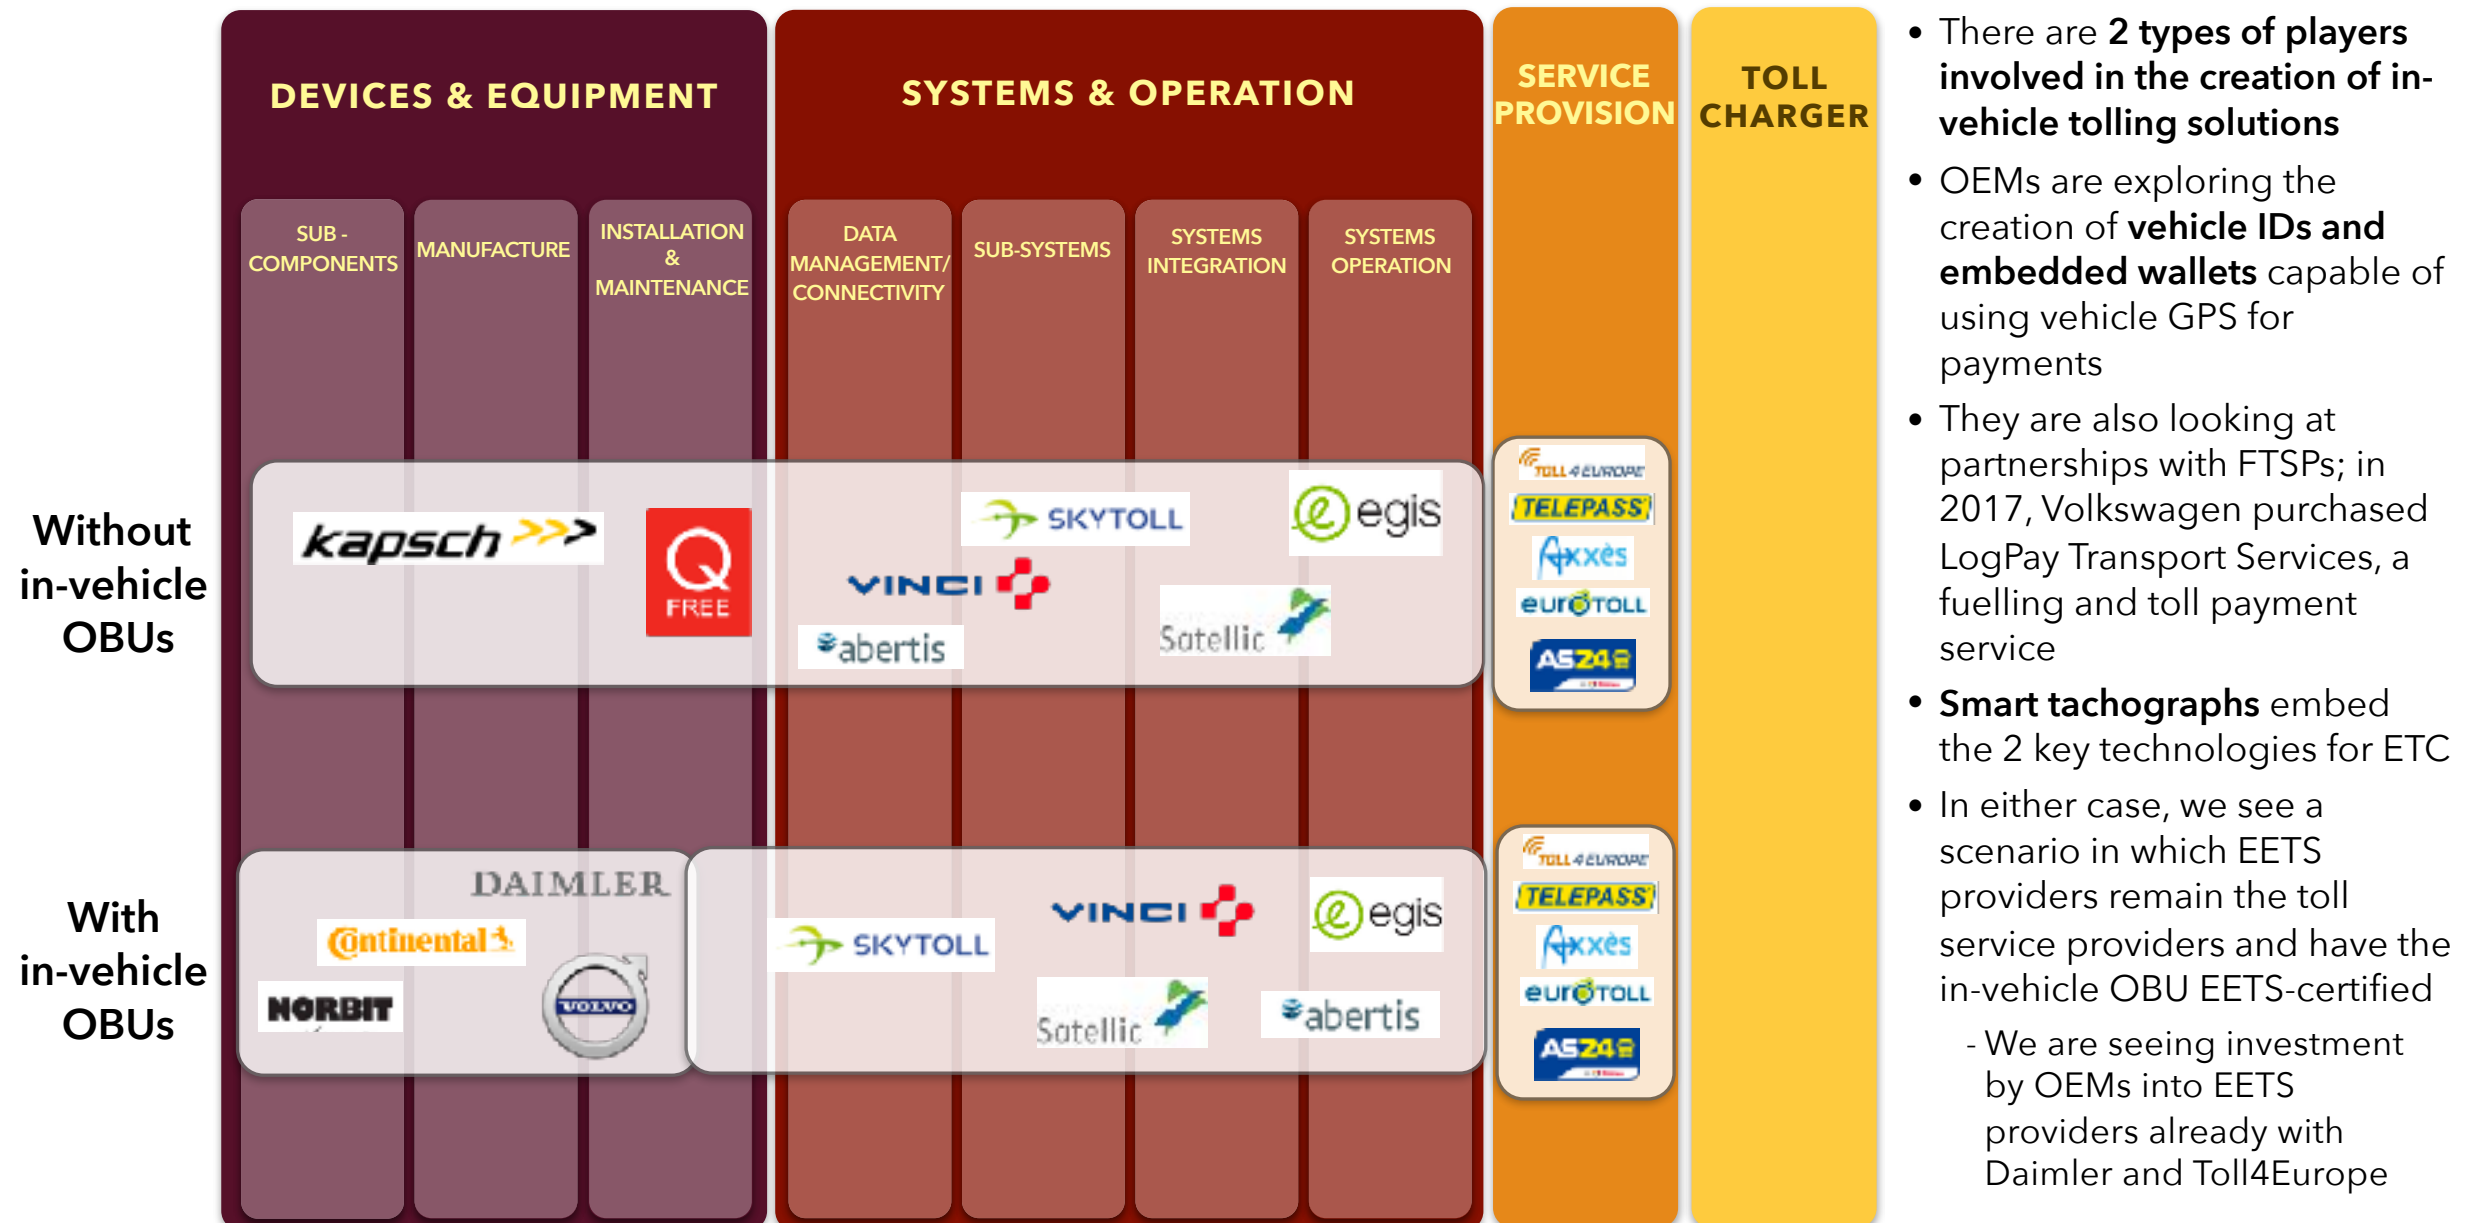 DEVICES & EQUIPMENT
SYSTEMS & OPERATION
SERVICE
PROVISION
TOLL
CHARGER
SUB -
COMPONENTS
MANUFACTURE
INSTALLATION
&
MAINTENANCE
DATA
MANAGEMENT/
CONNECTIVITY
SUB-SYSTEMS
SYSTEMS
INTEGRATION
SYSTEMS
OPERATION
Without
in-vehicle
OBUs
kapsch >>>
Q
FREE
SKYTOLL
VINCI
abertis
egis
Satellic
TOLL4EUROPE
TELEPASS
Axxès
eurOTOLL
AS24
With
in-vehicle
OBUs
DAIMLER
Continental
NORBIT
VOLVO
SKYTOLL
VINCI
egis
Satellic
abertis
TOLL4EUROPE
TELEPASS
Axxès
eurOTOLL
AS24
• There are 2 types of players
involved in the creation of in-
vehicle tolling solutions
• OEMs are exploring the
creation of vehicle IDs and
embedded wallets capable of
using vehicle GPS for
payments
• They are also looking at
partnerships with FTSPs; in
2017, Volkswagen purchased
LogPay Transport Services, a
fuelling and toll payment
service
• Smart tachographs embed
the 2 key technologies for ETC
• In either case, we see a
scenario in which EETS
providers remain the toll
service providers and have the
in-vehicle OBU EETS-certified
- We are seeing investment
by OEMs into EETS
providers already with
Daimler and Toll4Europe